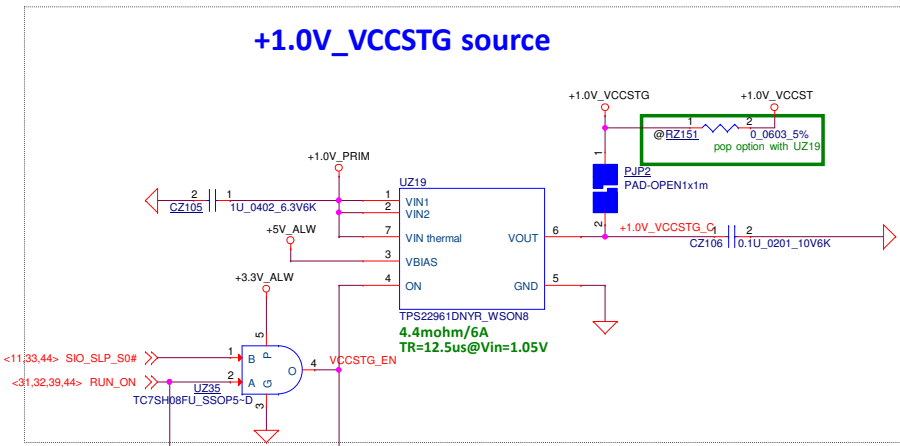 +1.0V_VCCSTG source
+1.0V_VCCSTG
+1.0V_VCCST
1
2
@RZ151
0_0603_5%
pop option with UZ19
+1.0V_PRIM
1
PJP2
PAD-OPEN1x1m
2
UZ19
2
1
CZ105
1U_0402_6.3V6K
1
VIN1
2
VIN2
7
VIN thermal
VOUT
6
+1.0V_VCCSTG_C
1
2
CZ106
0.1U_0201_10V6K
+5V_ALW
3
VBIAS
+3.3V_ALW
4
ON
GND
5
TPS22961DNYR_WSON8
4.4mohm/6A
TR=12.5us@Vin=1.05V
5
P
<11,33,44> SIO_SLP_S0#
1
B
O
4
VCCSTG_EN
<31,32,39,44> RUN_ON
2
A
G
UZ35
3
TC7SH08FU_SSOP5~D